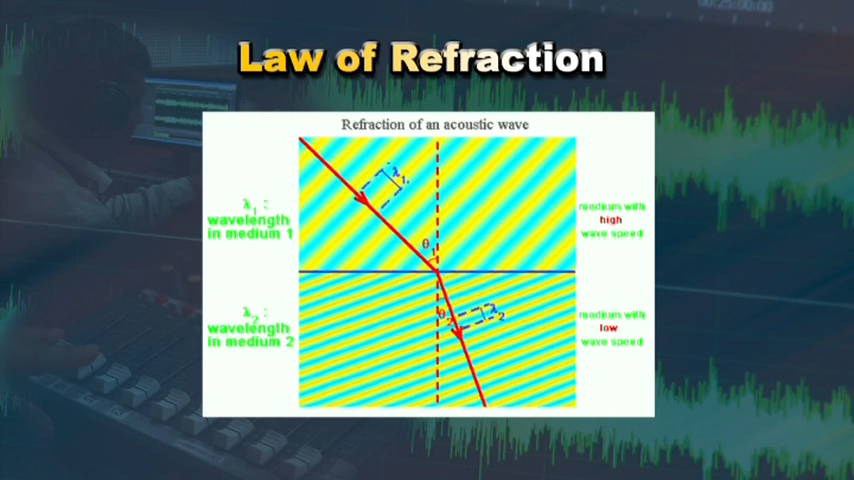 Law of Refraction
Refraction of an acoustic wave
λ1
λ1 :
wavelength
in medium 1
medium with
high
wave speed
θ1
λ2 :
wavelength
in medium 2
θ2
λ2
medium with
low
wave speed